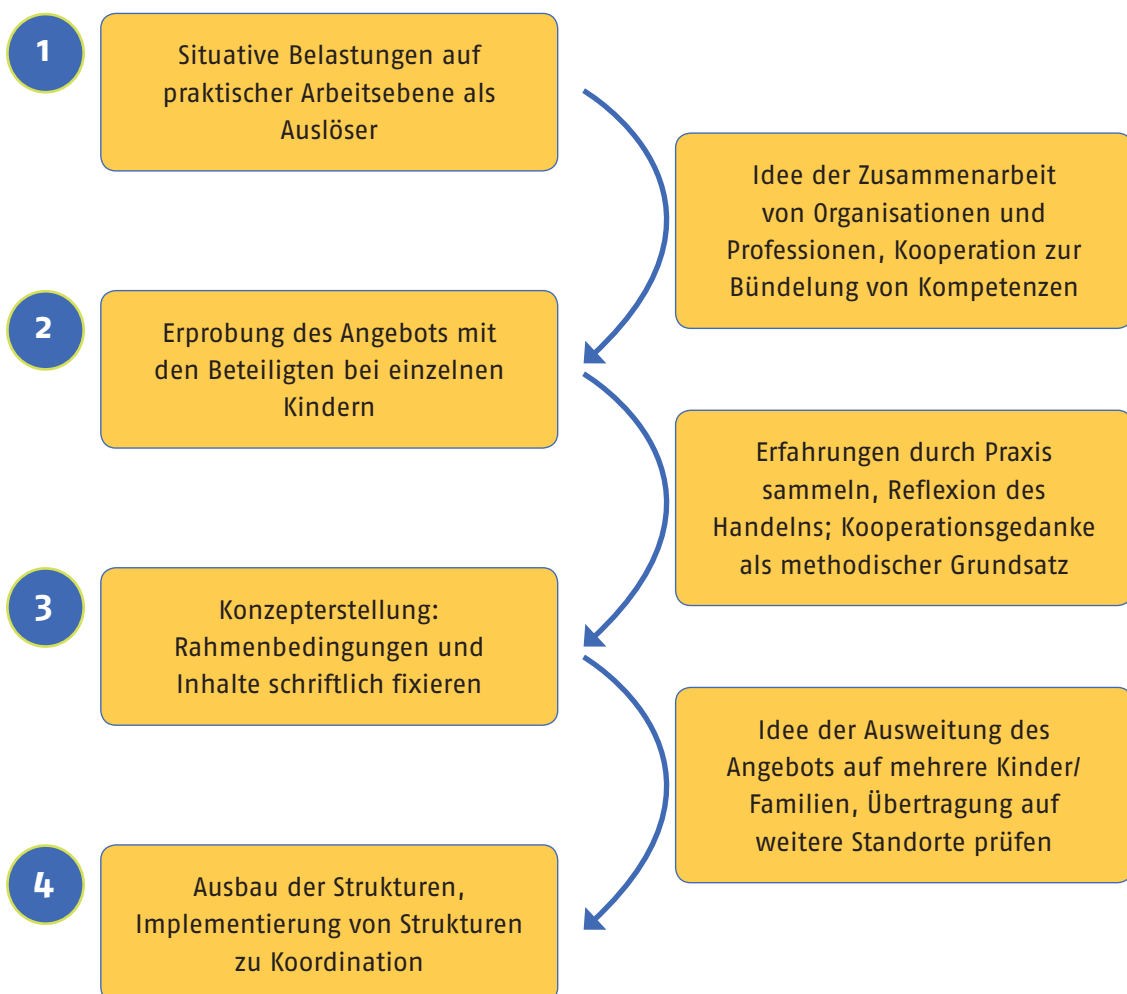 1
Situative Belastungen auf
praktischer Arbeitsebene als
Auslöser
Idee der Zusammenarbeit
von Organisationen und
Professionen, Kooperation zur
Bündelung von Kompetenzen
2
Erprobung des Angebots mit
den Beteiligten bei einzelnen
Kindern
Erfahrungen durch Praxis
sammeln, Reflexion des
Handelns; Kooperationsgedanke
als methodischer Grundsatz
3
Konzepterstellung:
Rahmenbedingungen und
Inhalte schriftlich fixieren
Idee der Ausweitung des
Angebots auf mehrere Kinder/
Familien, Übertragung auf
weitere Standorte prüfen
4
Ausbau der Strukturen,
Implementierung von Strukturen
zu Koordination